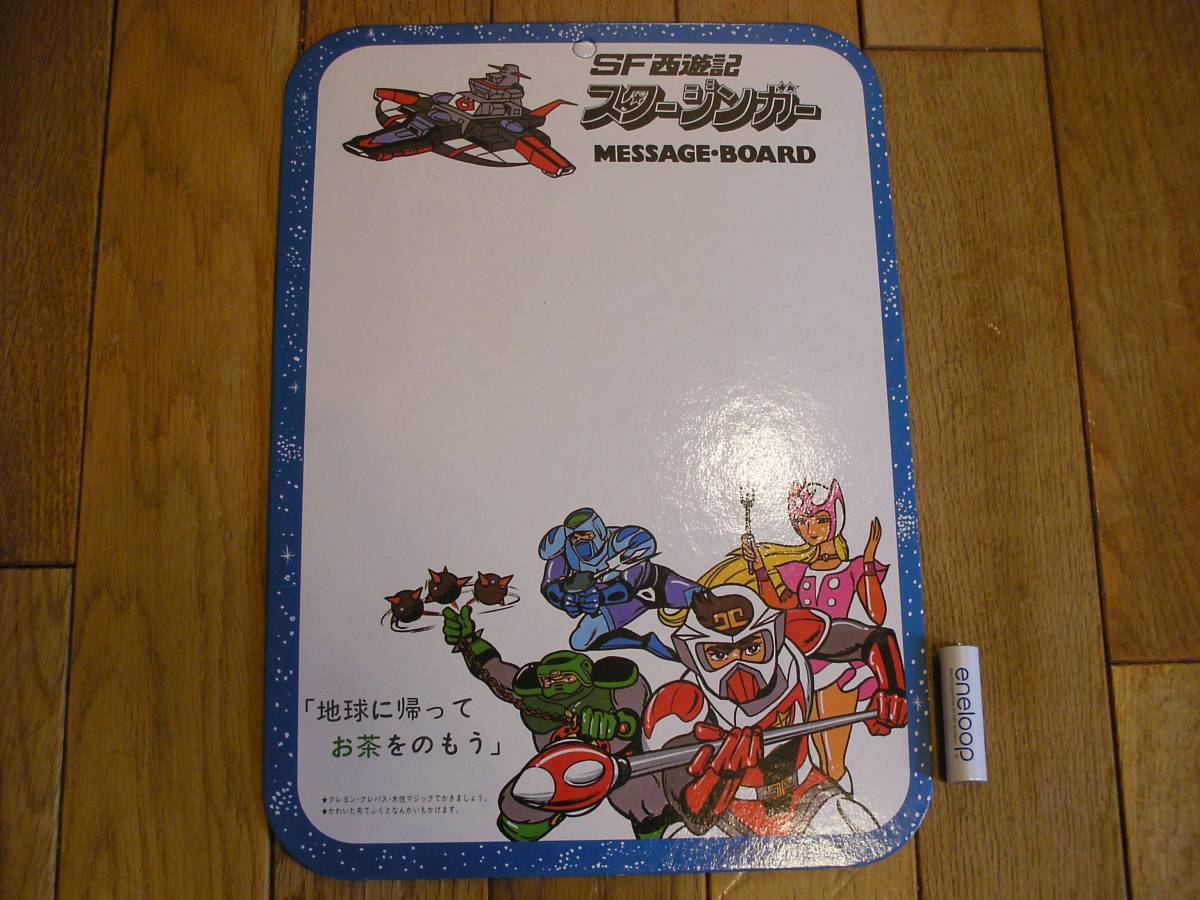 SF西遊記
スタージンガー
MESSAGE・BOARD
「地球に帰って
お茶をのもう」
★クレヨン・クレパス・水性マジックでかきましょう。
★かわいた布でふくとなんかいもかけます。
eneloop